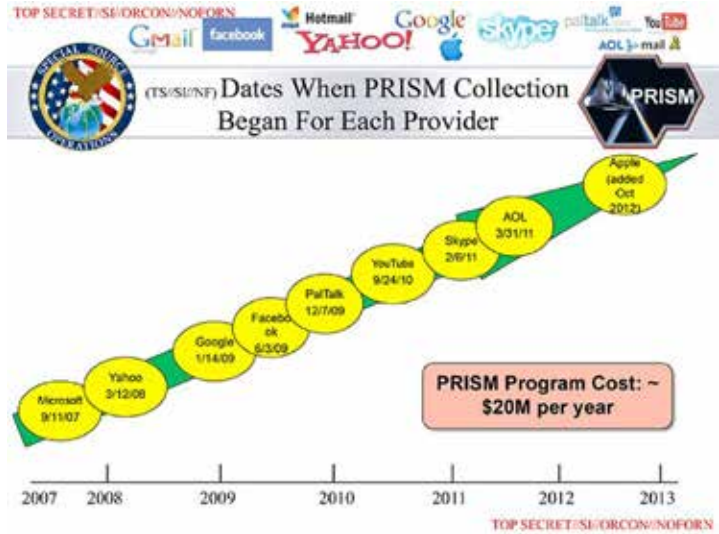 TOP SECRET//SI//ORCON//NOFORN
Gmail facebook Hotmail Google skype paltalk YouTube
YAHOO! AOL mail
SPECIAL SOURCE
OPERATIONS
(TS//SI//NF) Dates When PRISM Collection
Began For Each Provider
PRISM
Apple
(added
Oct
2012)
AOL
3/31/11
Skype
2/6/11
YouTube
9/24/10
PalTalk
12/7/09
Facebo
ok
6/3/09
Google
1/14/09
Yahoo
3/12/08
Microsoft
9/11/07
PRISM Program Cost: ~
$20M per year
2007 2008 2009 2010 2011 2012 2013
TOP SECRET//SI//ORCON//NOFORN